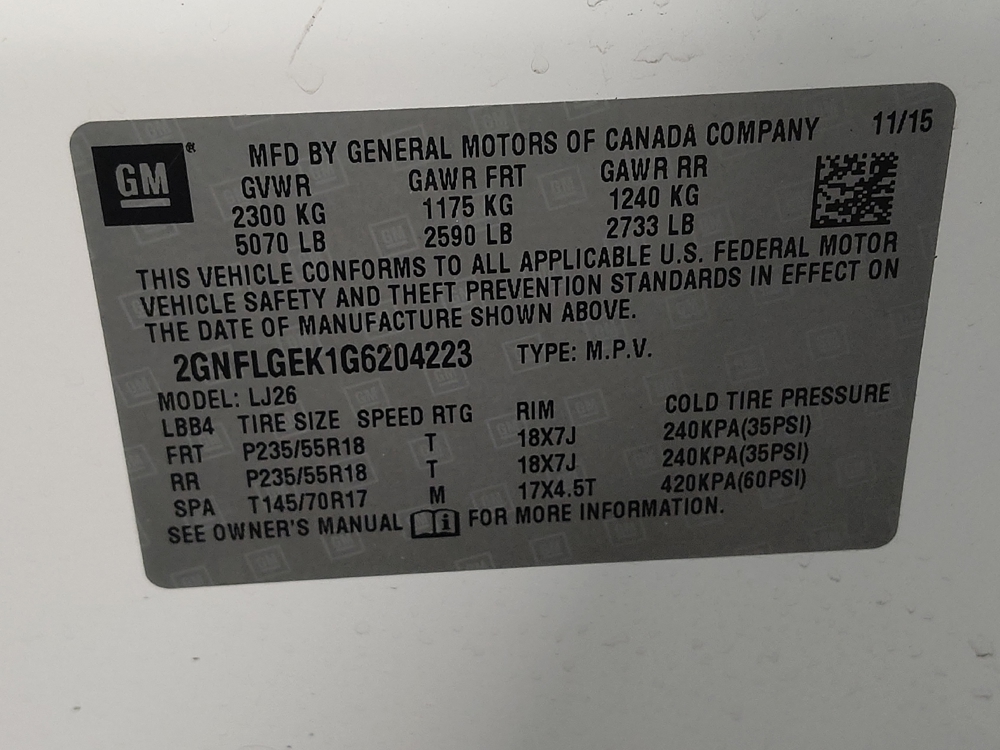 GM
MFD BY GENERAL MOTORS OF CANADA COMPANY 11/15
GVWR GAWR FRT GAWR RR
2300 KG 1175 KG 1240 KG
5070 LB 2590 LB 2733 LB
THIS VEHICLE CONFORMS TO ALL APPLICABLE U.S. FEDERAL MOTOR
VEHICLE SAFETY AND THEFT PREVENTION STANDARDS IN EFFECT ON
THE DATE OF MANUFACTURE SHOWN ABOVE.
2GNFLGEK1G6204223 TYPE: M.P.V.
MODEL: LJ26
LBB4 TIRE SIZE SPEED RTG RIM COLD TIRE PRESSURE
FRT P235/55R18 T 18X7J 240KPA(35PSI)
RR P235/55R18 T 18X7J 240KPA(35PSI)
SPA T145/70R17 M 17X4.5T 420KPA(60PSI)
SEE OWNER'S MANUAL FOR MORE INFORMATION.